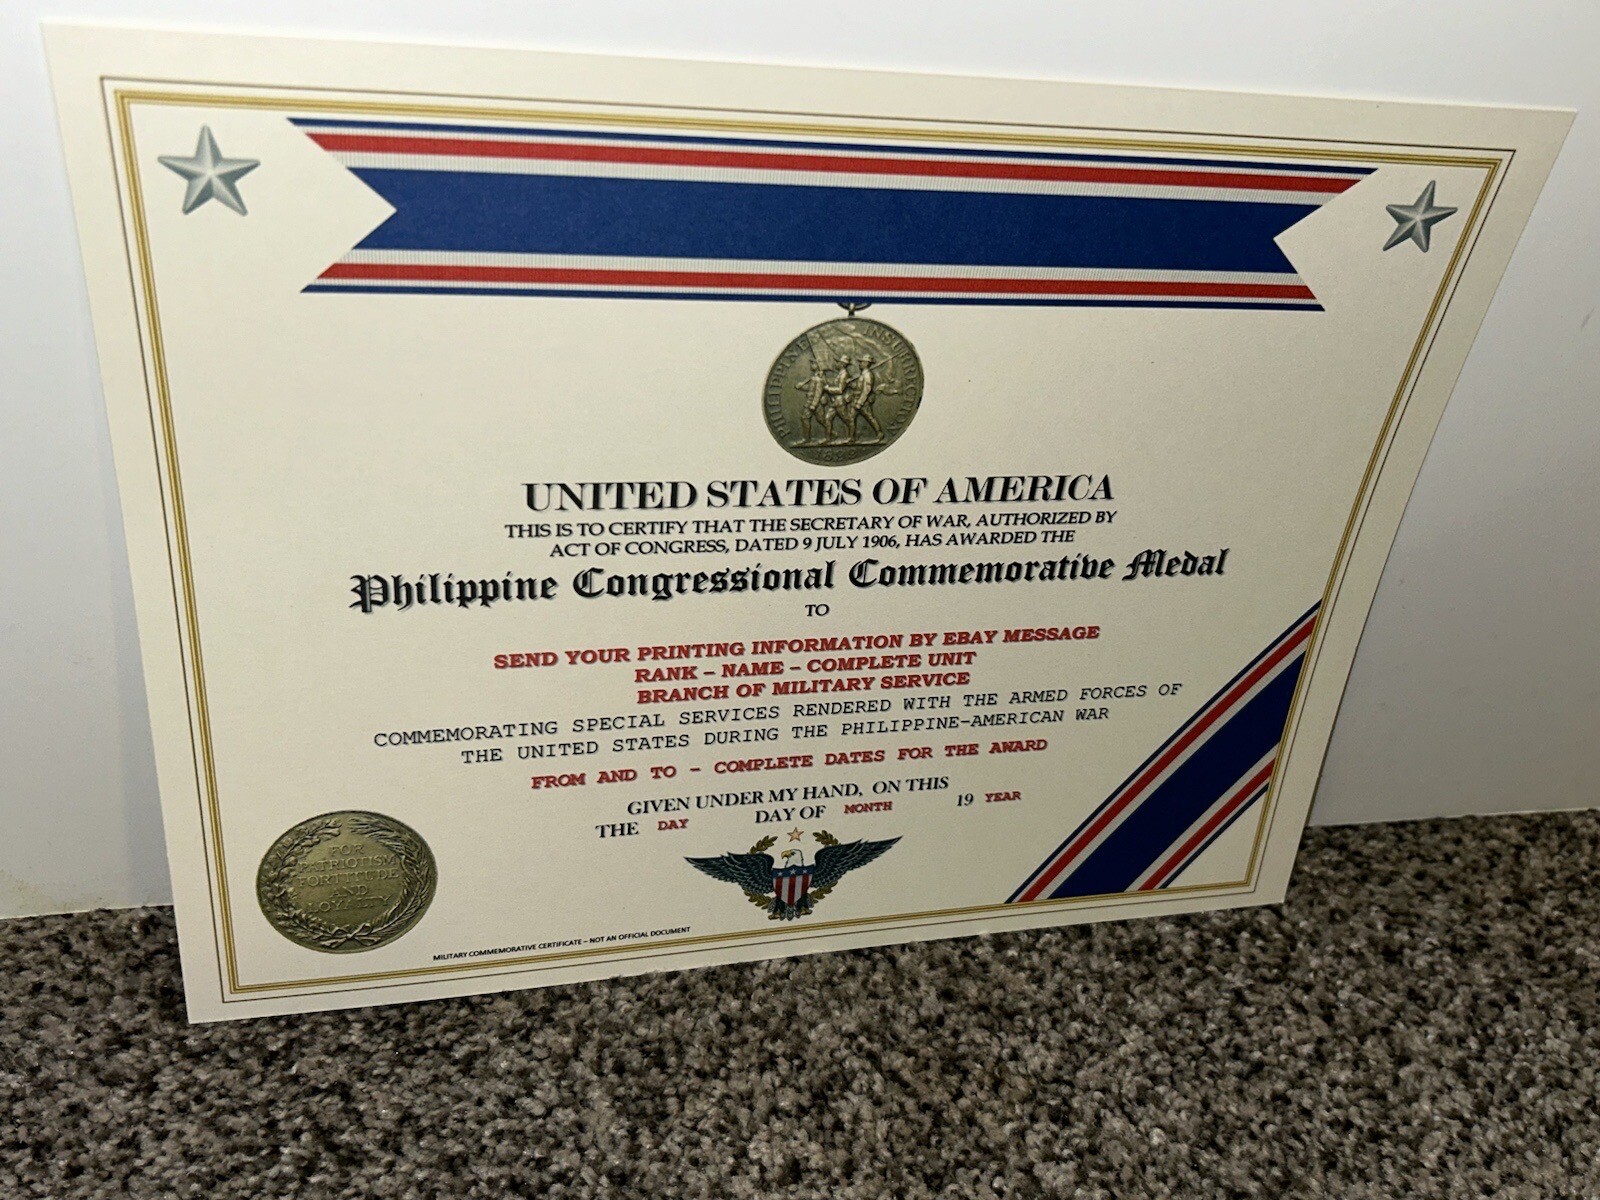 PHILIPPINE INSURRECTION
1899
UNITED STATES OF AMERICA
THIS IS TO CERTIFY THAT THE SECRETARY OF WAR, AUTHORIZED BY
ACT OF CONGRESS, DATED 9 JULY 1906, HAS AWARDED THE
Philippine Congressional Commemorative Medal
TO
SEND YOUR PRINTING INFORMATION BY EBAY MESSAGE
RANK – NAME – COMPLETE UNIT
BRANCH OF MILITARY SERVICE
COMMEMORATING SPECIAL SERVICES RENDERED WITH THE ARMED FORCES OF
THE UNITED STATES DURING THE PHILIPPINE-AMERICAN WAR
FROM AND TO – COMPLETE DATES FOR THE AWARD
GIVEN UNDER MY HAND, ON THIS
THE DAY DAY OF MONTH 19 YEAR
FOR
PATRIOTISM
FORTITUDE
AND
LOYALTY
MILITARY COMMEMORATIVE CERTIFICATE – NOT AN OFFICIAL DOCUMENT